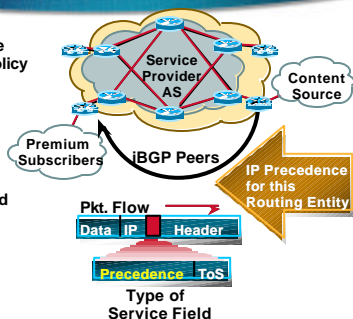 e
olicy
Service
Provider
AS
Content
Source
Premium
Subscribers
iBGP Peers
IP Precedence
for this
Routing Entity
d
Pkt. Flow
Data IP Header
Precedence ToS
Type of
Service Field